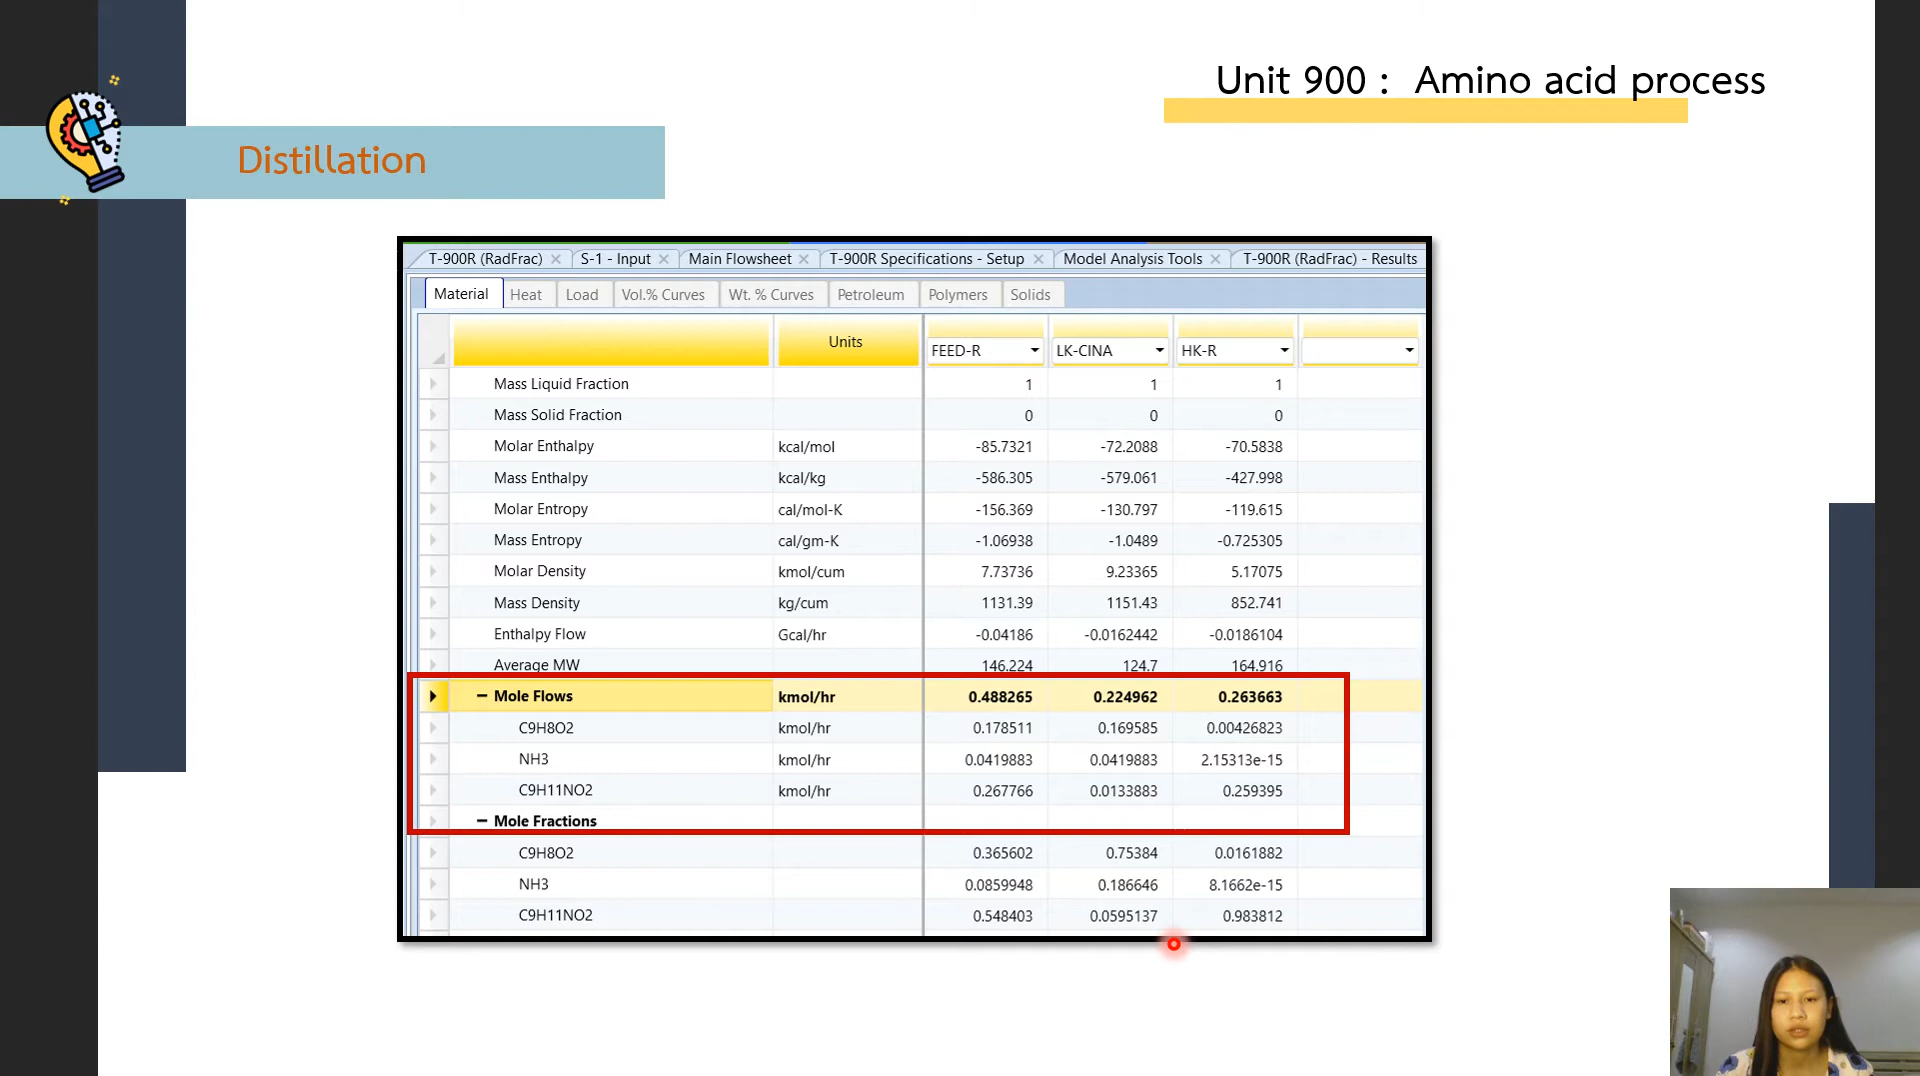 Unit 900 : Amino acid process
Distillation
T-900R (RadFrac) S-1 - Input Main Flowsheet T-900R Specifications - Setup Model Analysis Tools T-900R (RadFrac) - Results
Material Heat Load Vol.% Curves Wt. % Curves Petroleum Polymers Solids
Units FEED-R LK-CINA HK-R
Mass Liquid Fraction 1 1 1
Mass Solid Fraction 0 0 0
Molar Enthalpy kcal/mol -85.7321 -72.2088 -70.5838
Mass Enthalpy kcal/kg -586.305 -579.061 -427.998
Molar Entropy cal/mol-K -156.369 -130.797 -119.615
Mass Entropy cal/gm-K -1.06938 -1.0489 -0.725305
Molar Density kmol/cum 7.73736 9.23365 5.17075
Mass Density kg/cum 1131.39 1151.43 852.741
Enthalpy Flow Gcal/hr -0.04186 -0.0162442 -0.0186104
Average MW 146.224 124.7 164.916
− Mole Flows kmol/hr 0.488265 0.224962 0.263663
C9H8O2 kmol/hr 0.178511 0.169585 0.00426823
NH3 kmol/hr 0.0419883 0.0419883 2.15313e-15
C9H11NO2 kmol/hr 0.267766 0.0133883 0.259395
− Mole Fractions
C9H8O2 0.365602 0.75384 0.0161882
NH3 0.0859948 0.186646 8.1662e-15
C9H11NO2 0.548403 0.0595137 0.983812